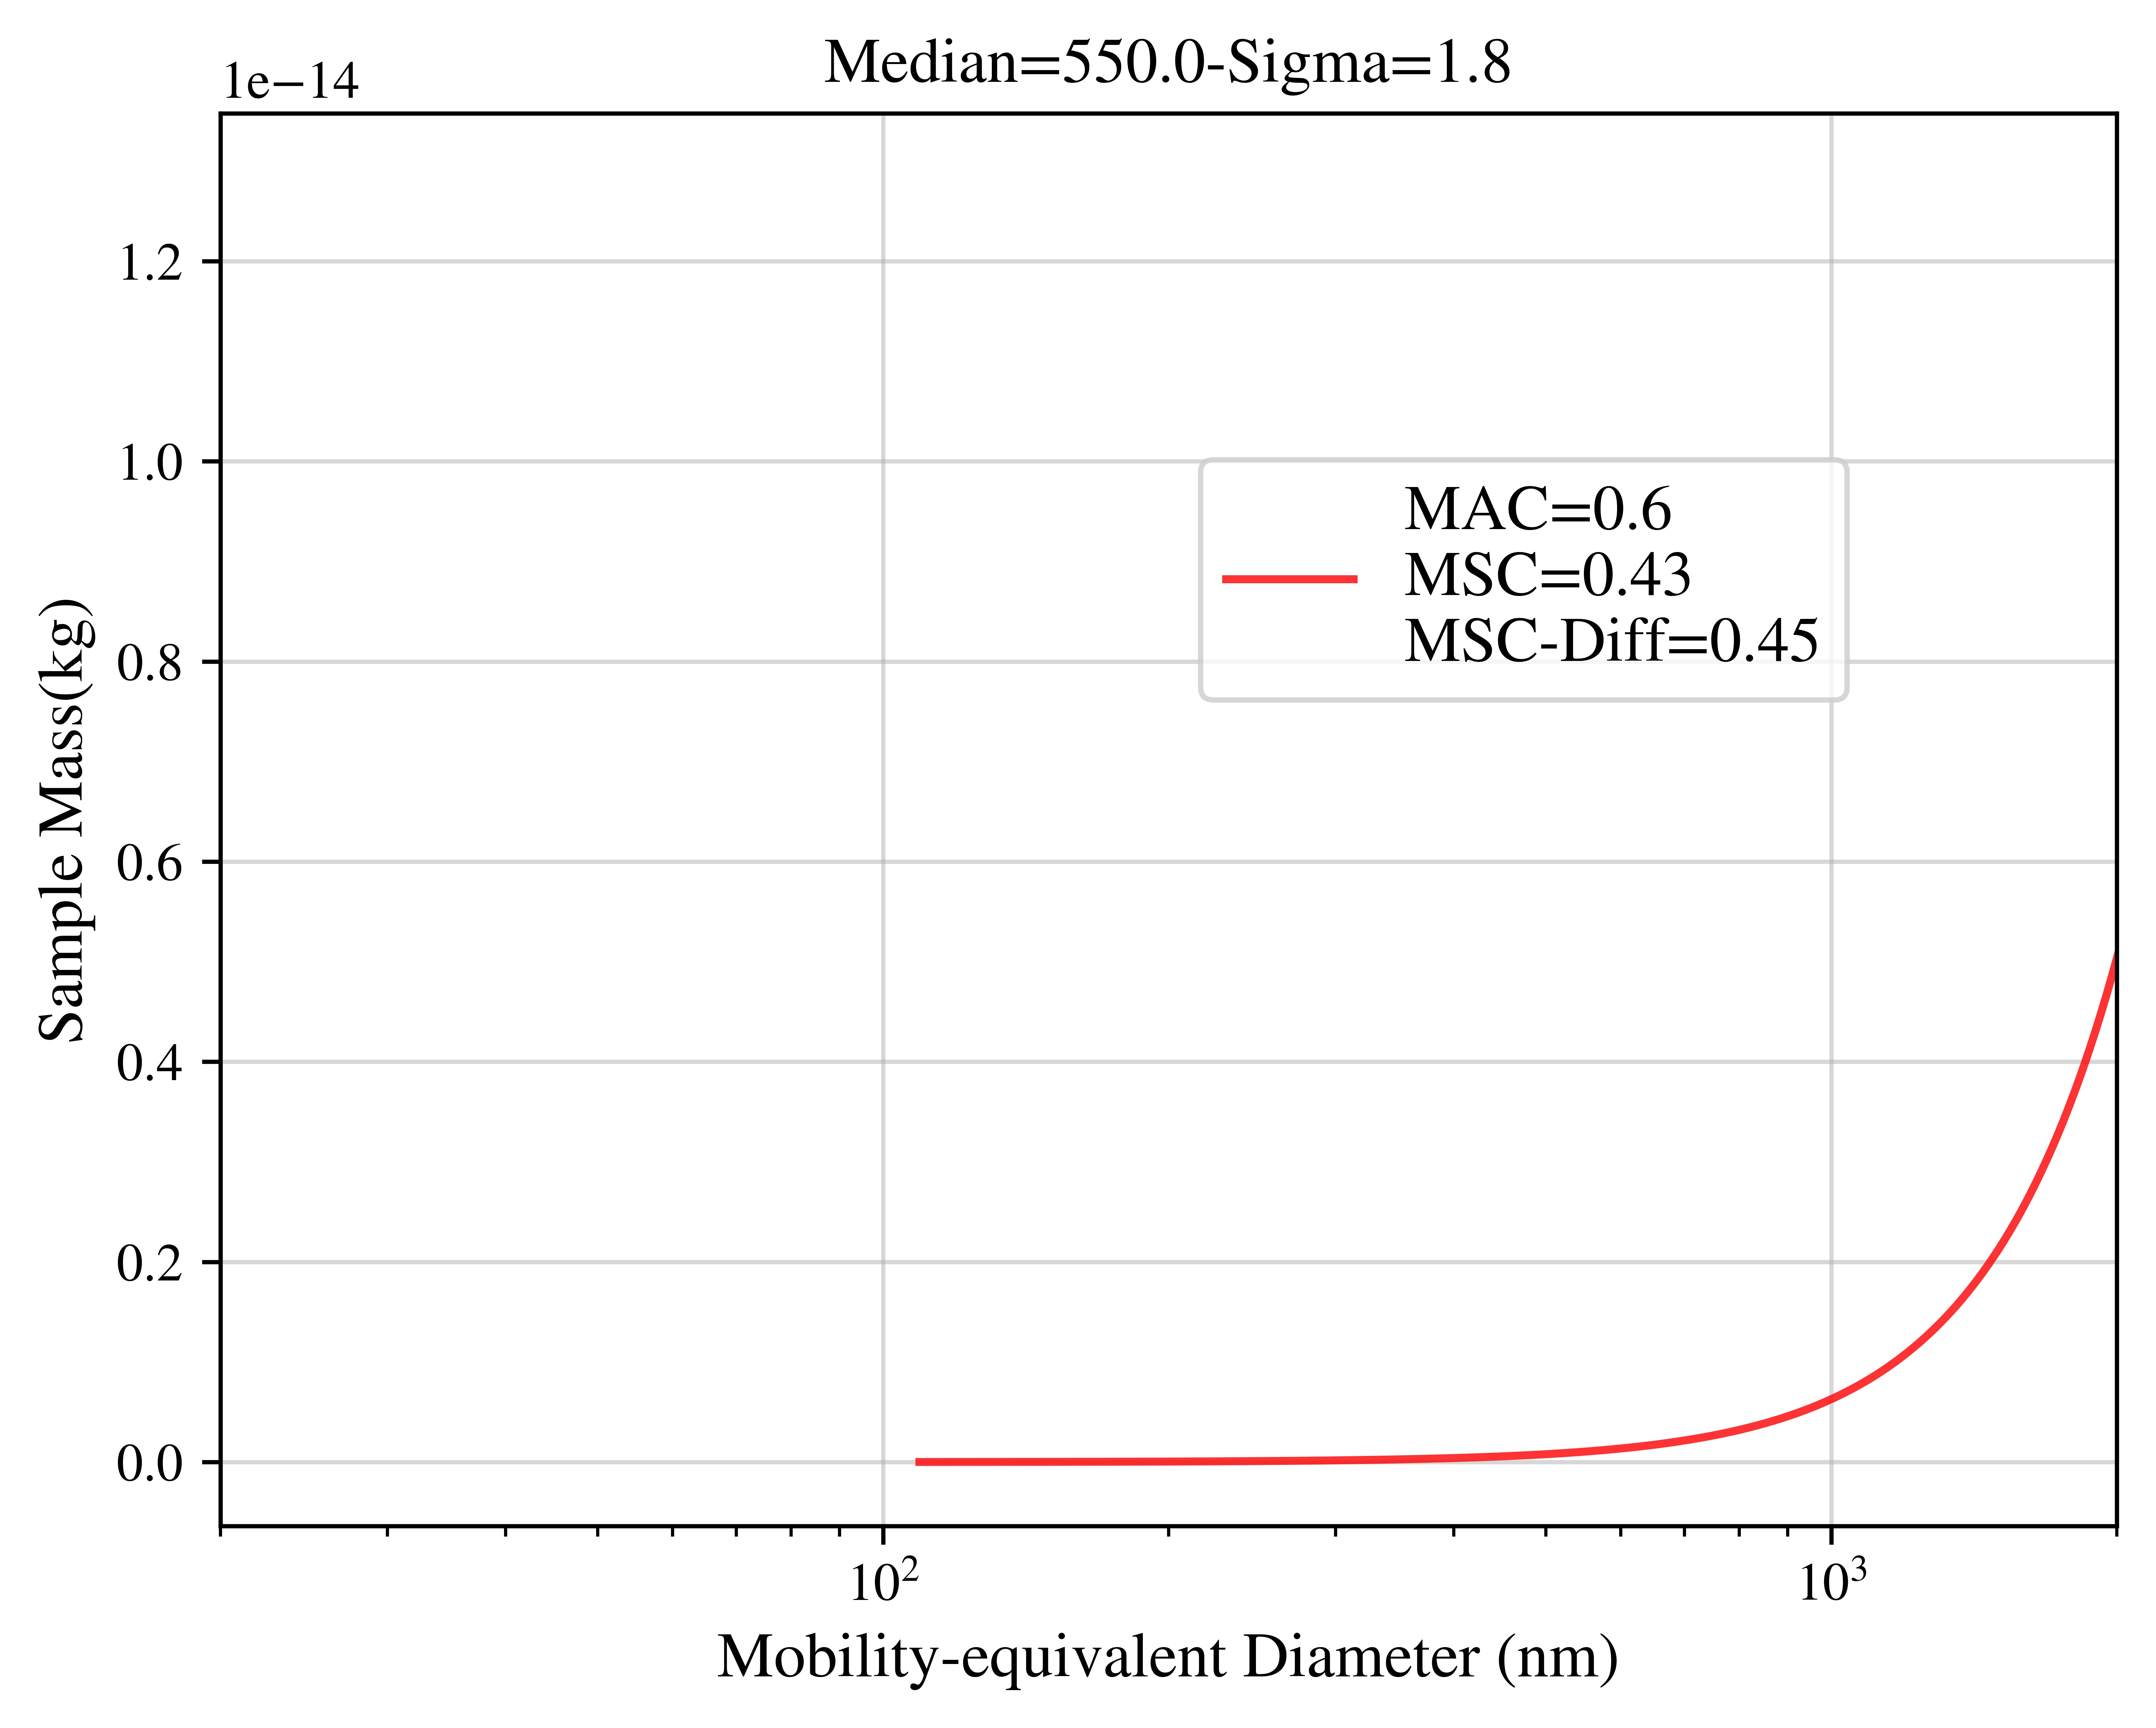 Median=550.0-Sigma=1.8
1e−14
1.2
1.0
0.8
0.6
0.4
0.2
0.0
Sample Mass(kg)
MAC=0.6
MSC=0.43
MSC-Diff=0.45
10²
10³
Mobility-equivalent Diameter (nm)